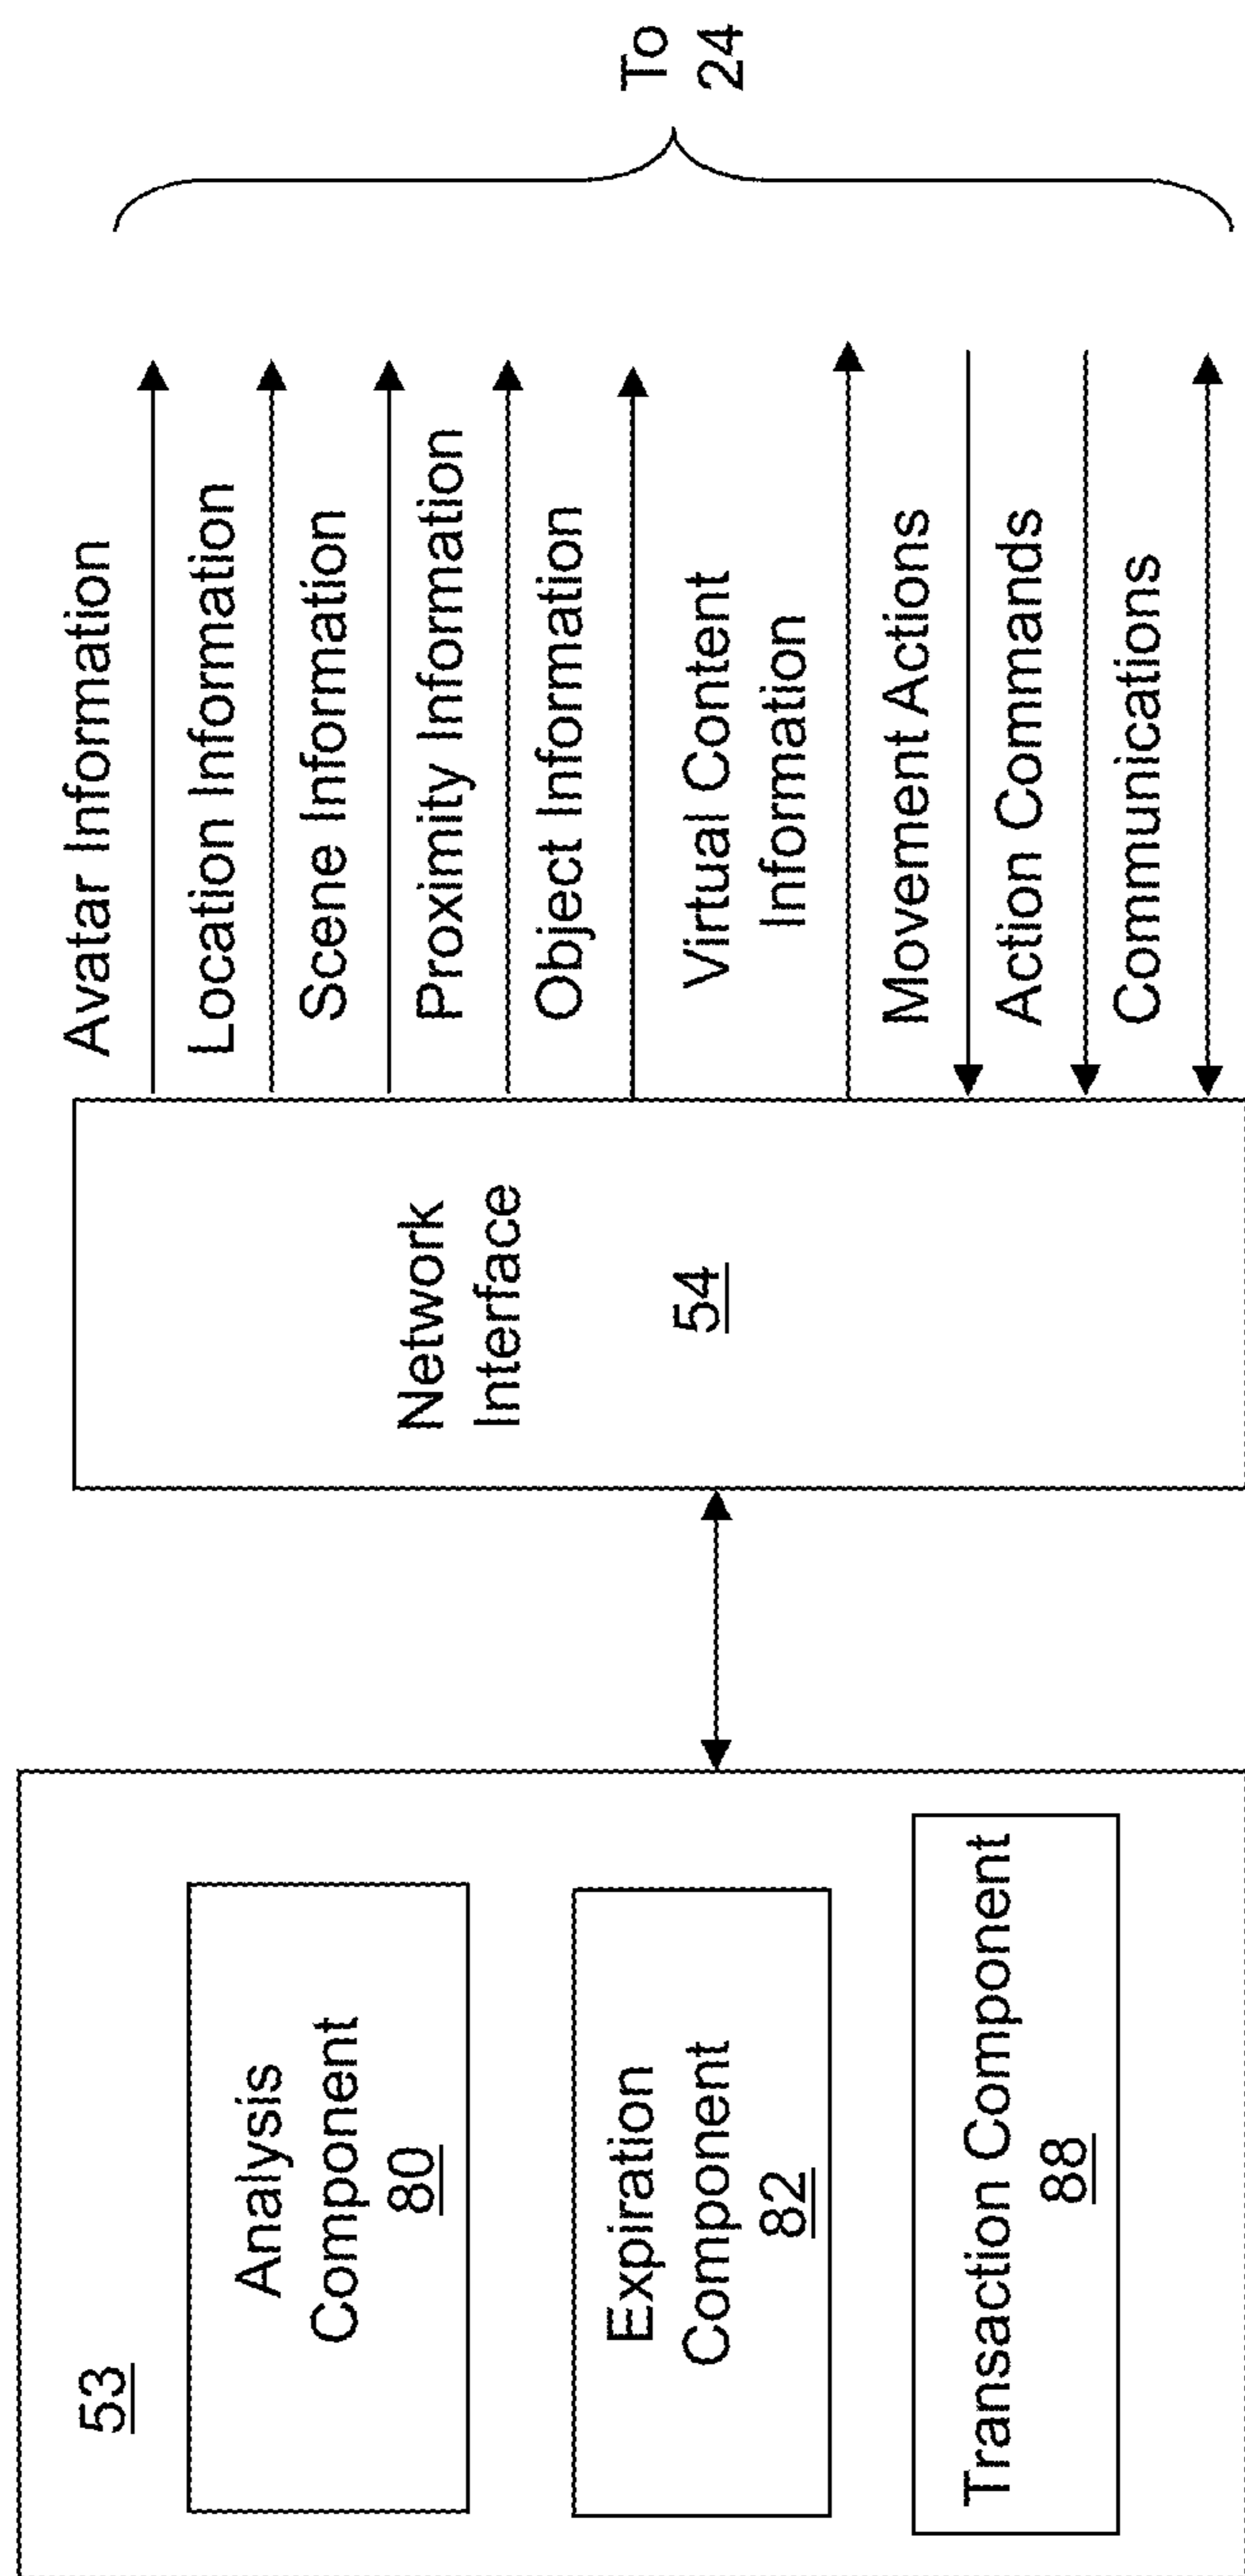 53
Analysis
Component
80
Expiration
Component
82
Transaction Component
88
Network
Interface
54
Avatar Information
Location Information
Scene Information
Proximity Information
Object Information
Virtual Content
Information
Movement Actions
Action Commands
Communications
To
24